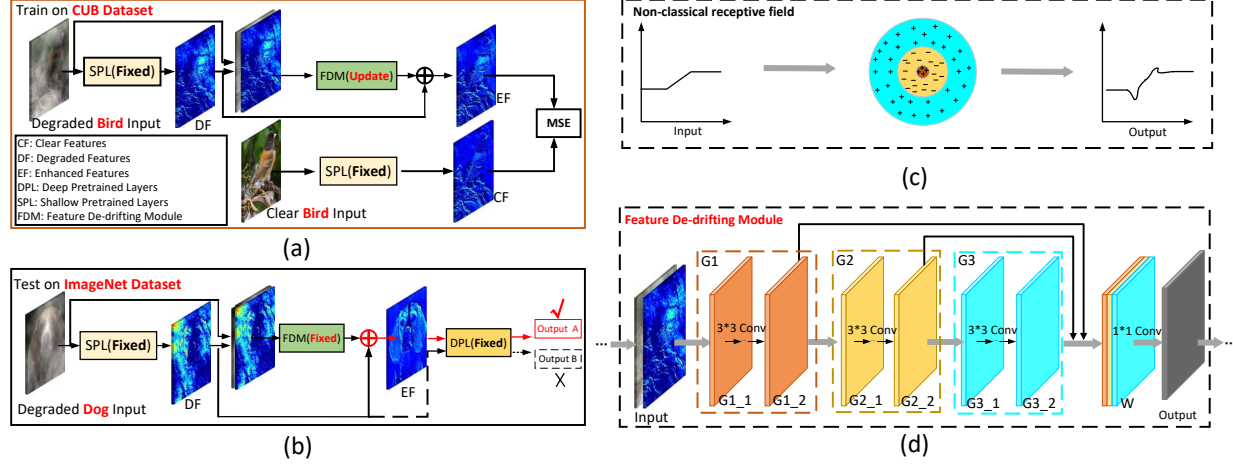 Train on CUB Dataset
SPL(Fixed)
FDM(Update)
Degraded Bird Input
DF
EF
MSE
CF: Clear Features
DF: Degraded Features
EF: Enhanced Features
DPL: Deep Pretrained Layers
SPL: Shallow Pretrained Layers
FDM: Feature De-drifting Module
SPL(Fixed)
CF
Clear Bird Input
(a)
Test on ImageNet Dataset
SPL(Fixed)
FDM(Fixed)
DPL(Fixed)
Output A
Output B
Degraded Dog Input
DF
EF
(b)
Non-classical receptive field
Input
Output
(c)
Feature De-drifting Module
G1
G2
G3
3*3 Conv
3*3 Conv
3*3 Conv
1*1 Conv
Input
G1_1
G1_2
G2_1
G2_2
G3_1
G3_2
W
Output
(d)